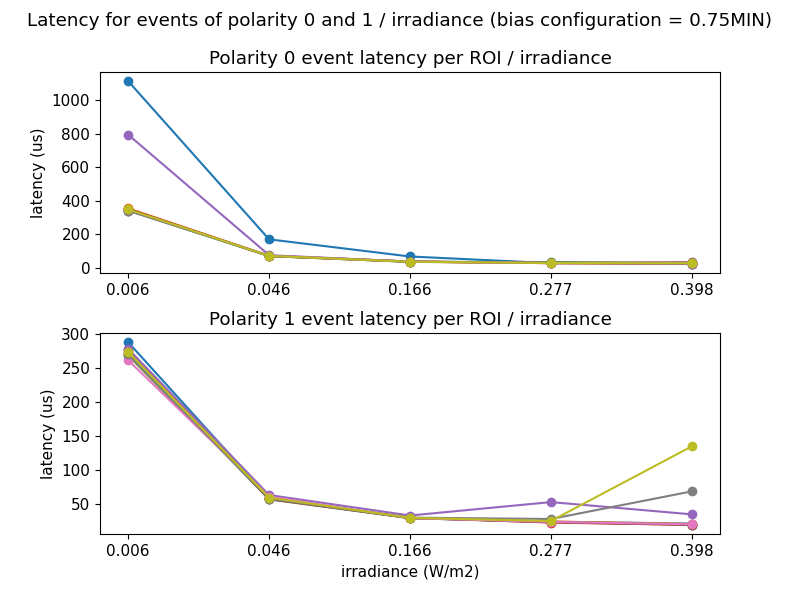 Latency for events of polarity 0 and 1 / irradiance (bias configuration = 0.75MIN)
Polarity 0 event latency per ROI / irradiance
latency (us)
1000
800
600
400
200
0
0.006 0.046 0.166 0.277 0.398
Polarity 1 event latency per ROI / irradiance
latency (us)
300
250
200
150
100
50
0.006 0.046 0.166 0.277 0.398
irradiance (W/m2)